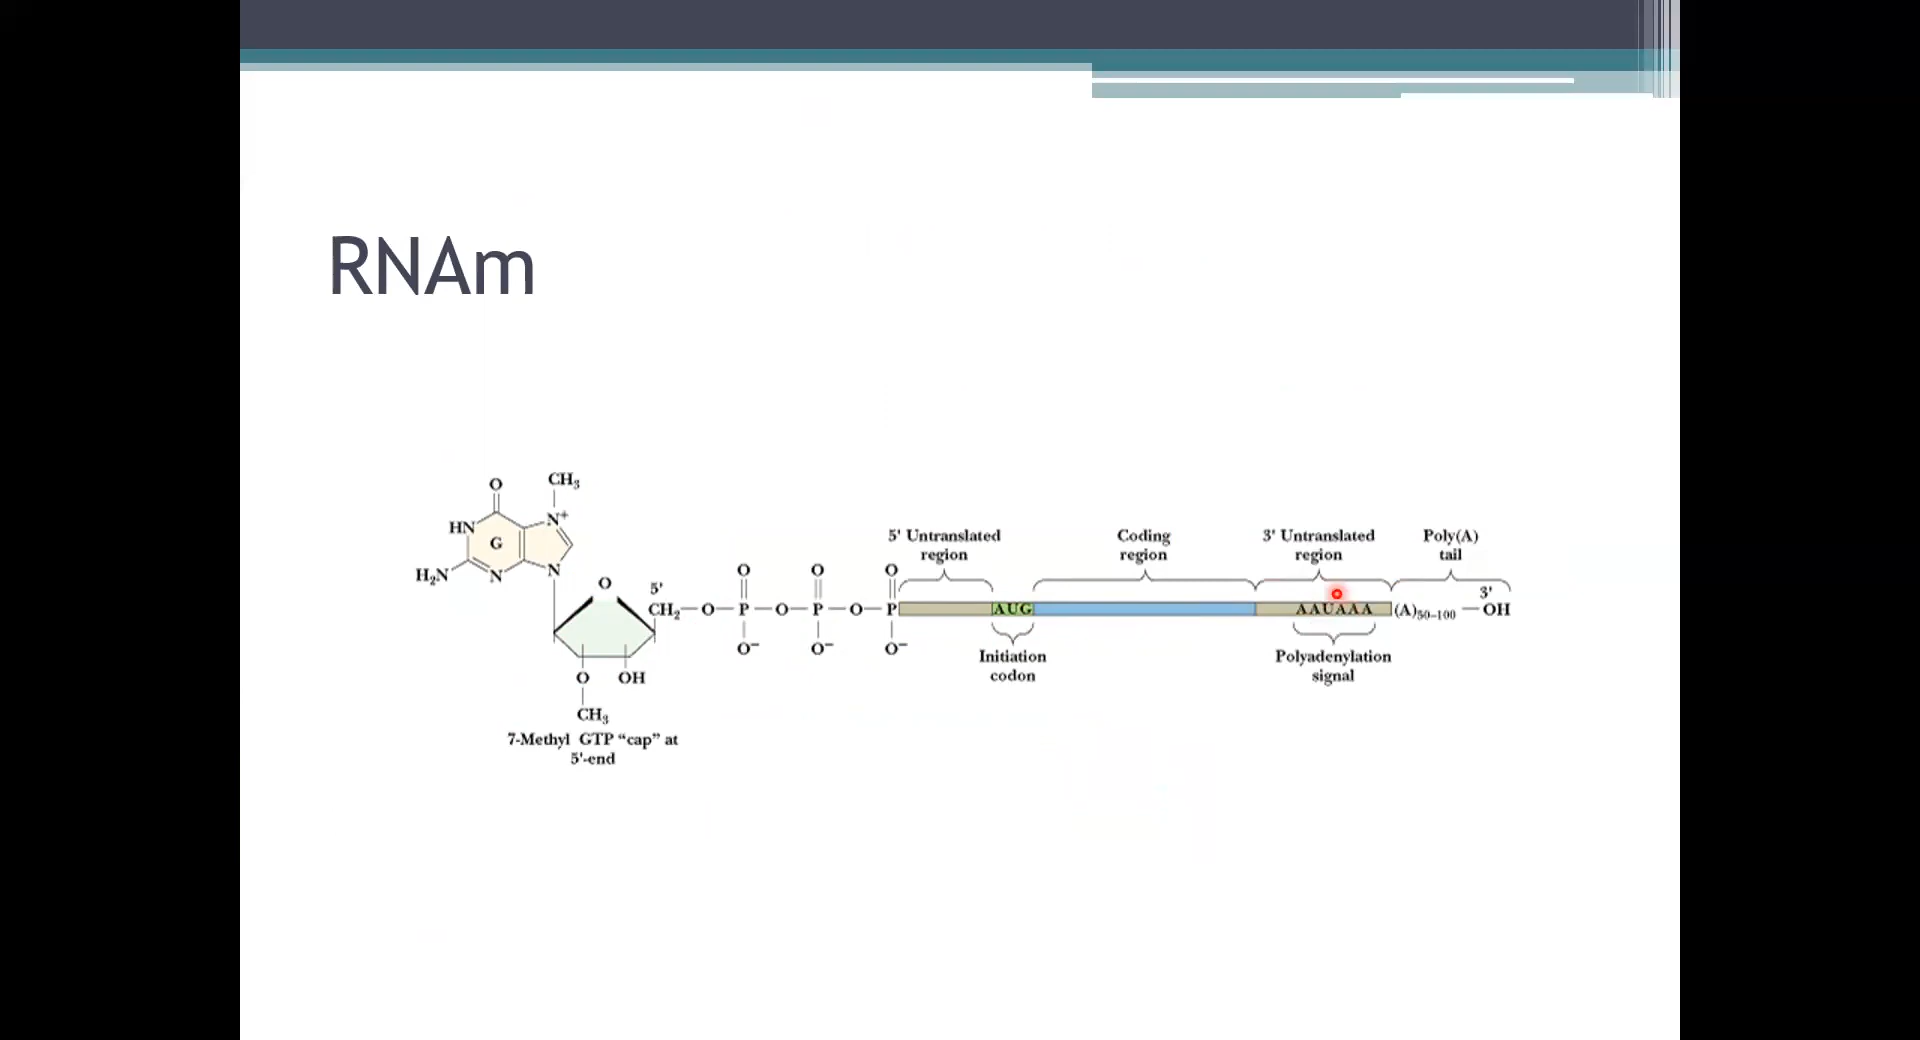 RNAm
O
CH₃
HN
N⁺
G
H₂N
N
N
O
5'
CH₂—O—P—O—P—O—P
O
O
O
O⁻
O⁻
O⁻
O
OH
CH₃
7-Methyl GTP “cap” at
5'-end
5' Untranslated
region
AUG
Initiation
codon
Coding
region
3' Untranslated
region
AAUAAA
Polyadenylation
signal
Poly(A)
tail
3'
(A)₅₀₋₁₀₀ —OH